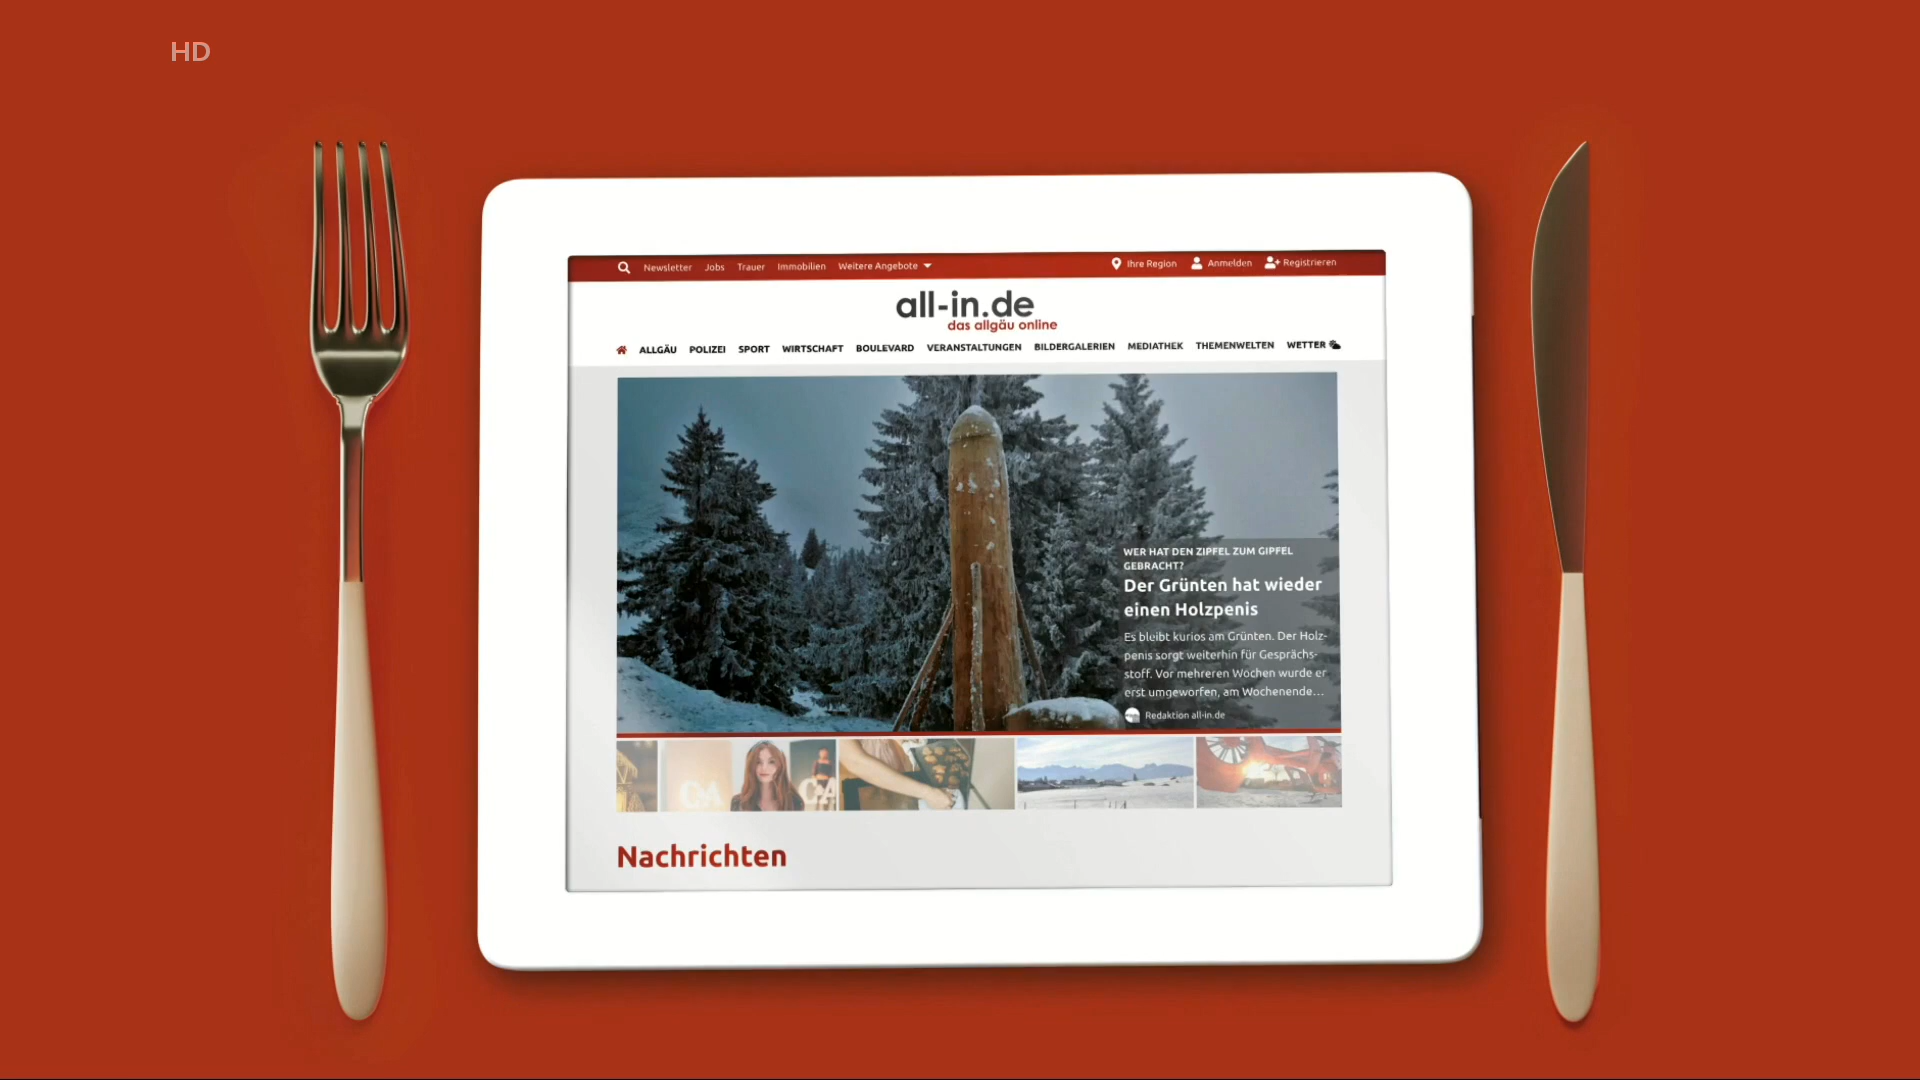 HD
Newsletter Jobs Trauer Immobilien Weitere Angebote Ihre Region Anmelden Registrieren
all-in.de
das allgäu online
ALLGÄU POLIZEI SPORT WIRTSCHAFT BOULEVARD VERANSTALTUNGEN BILDERGALERIEN MEDIATHEK THEMENWELTEN WETTER
WER HAT DEN ZIPFEL ZUM GIPFEL
GEBRACHT?
Der Grünten hat wieder
einen Holzpenis
Es bleibt kurios am Grünten. Der Holz-
penis sorgt weiterhin für Gesprächs-
stoff. Vor mehreren Wochen wurde er
erst umgeworfen, am Wochenende...
Redaktion all-in.de
C&A
Nachrichten